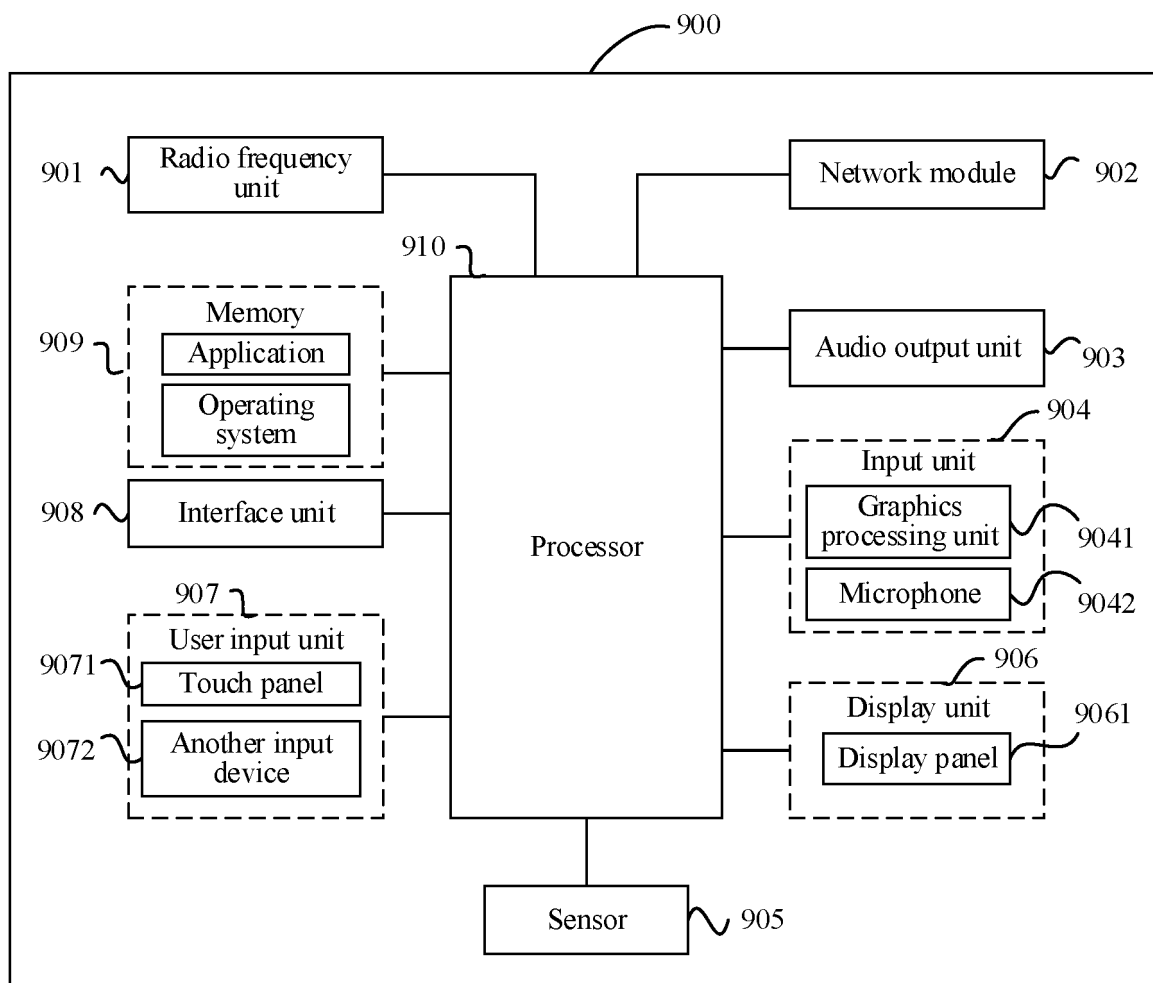 900
901
Radio frequency
unit
Network module
902
910
909
Memory
Application
Operating
system
Audio output unit
903
904
Input unit
Graphics
processing unit
9041
Microphone
9042
908
Interface unit
Processor
907
User input unit
9071
Touch panel
9072
Another input
device
906
Display unit
9061
Display panel
Sensor
905